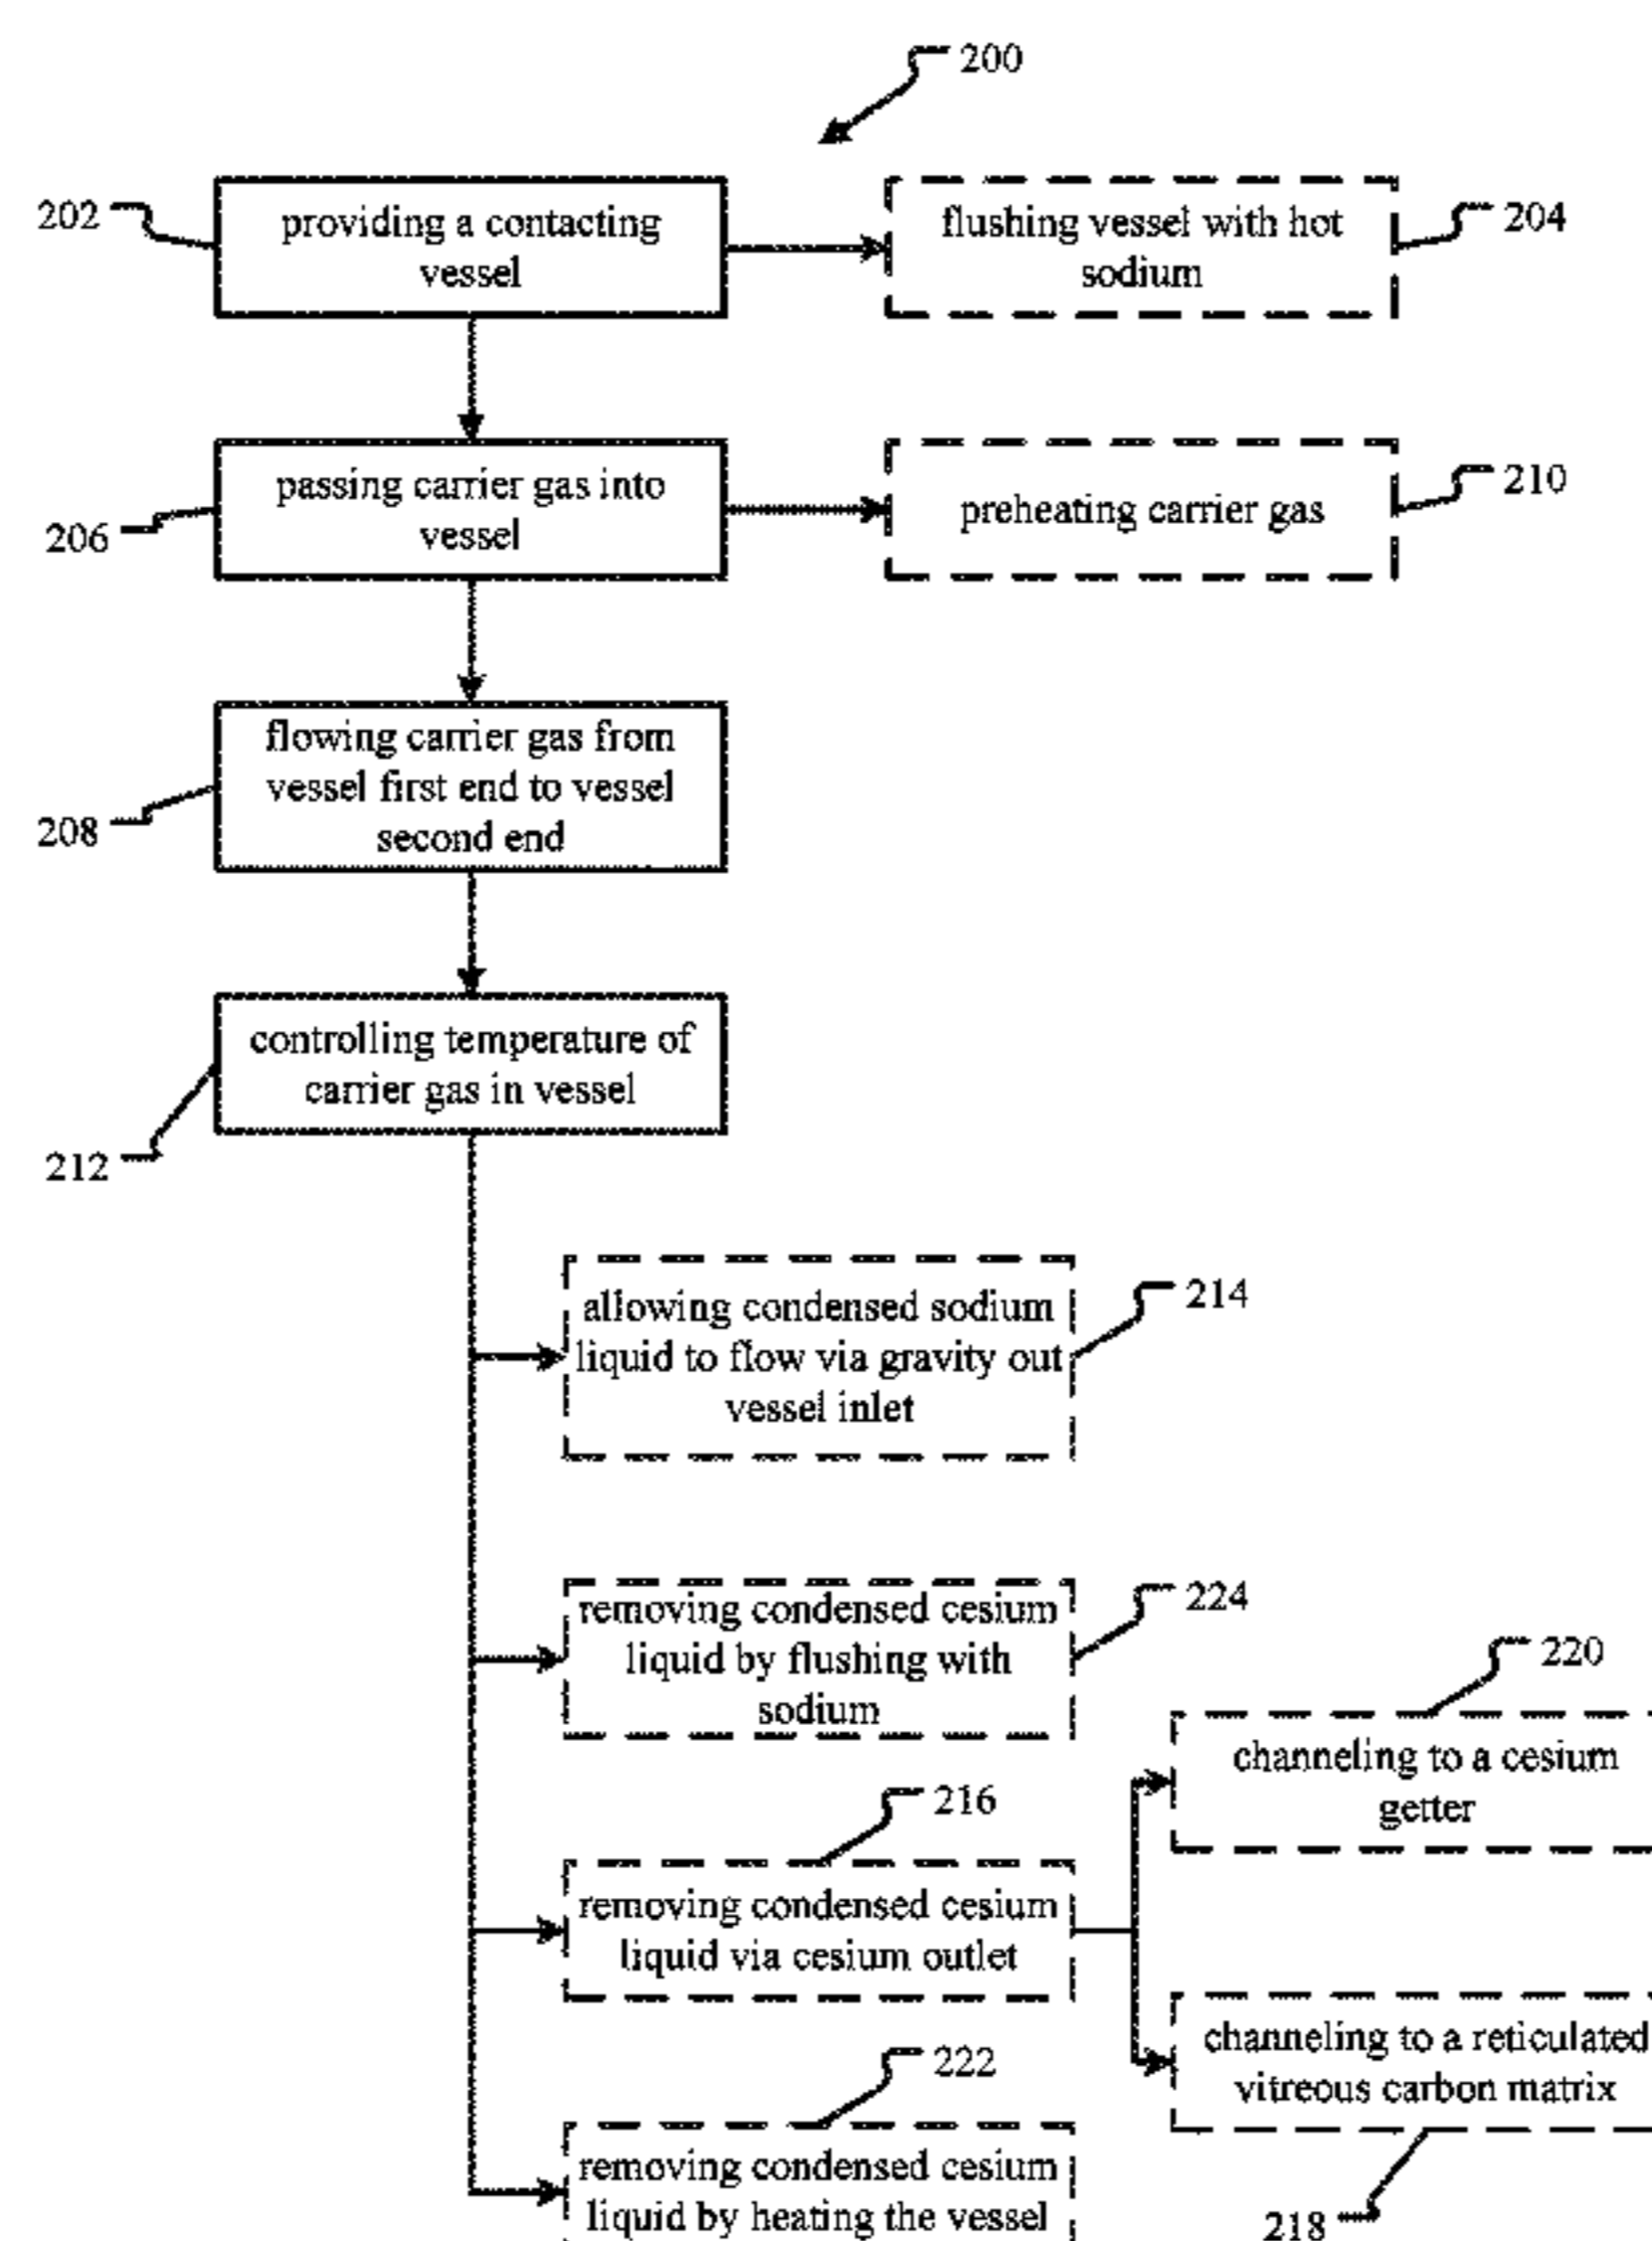 200
202
providing a contacting
vessel
flushing vessel with hot
sodium
204
206
passing carrier gas into
vessel
preheating carrier gas
210
208
flowing carrier gas from
vessel first end to vessel
second end
212
controlling temperature of
carrier gas in vessel
allowing condensed sodium
liquid to flow via gravity out
vessel inlet
214
removing condensed cesium
liquid by flushing with
sodium
224
220
channeling to a cesium
getter
216
removing condensed cesium
liquid via cesium outlet
channeling to a reticulated
vitreous carbon matrix
218
222
removing condensed cesium
liquid by heating the vessel